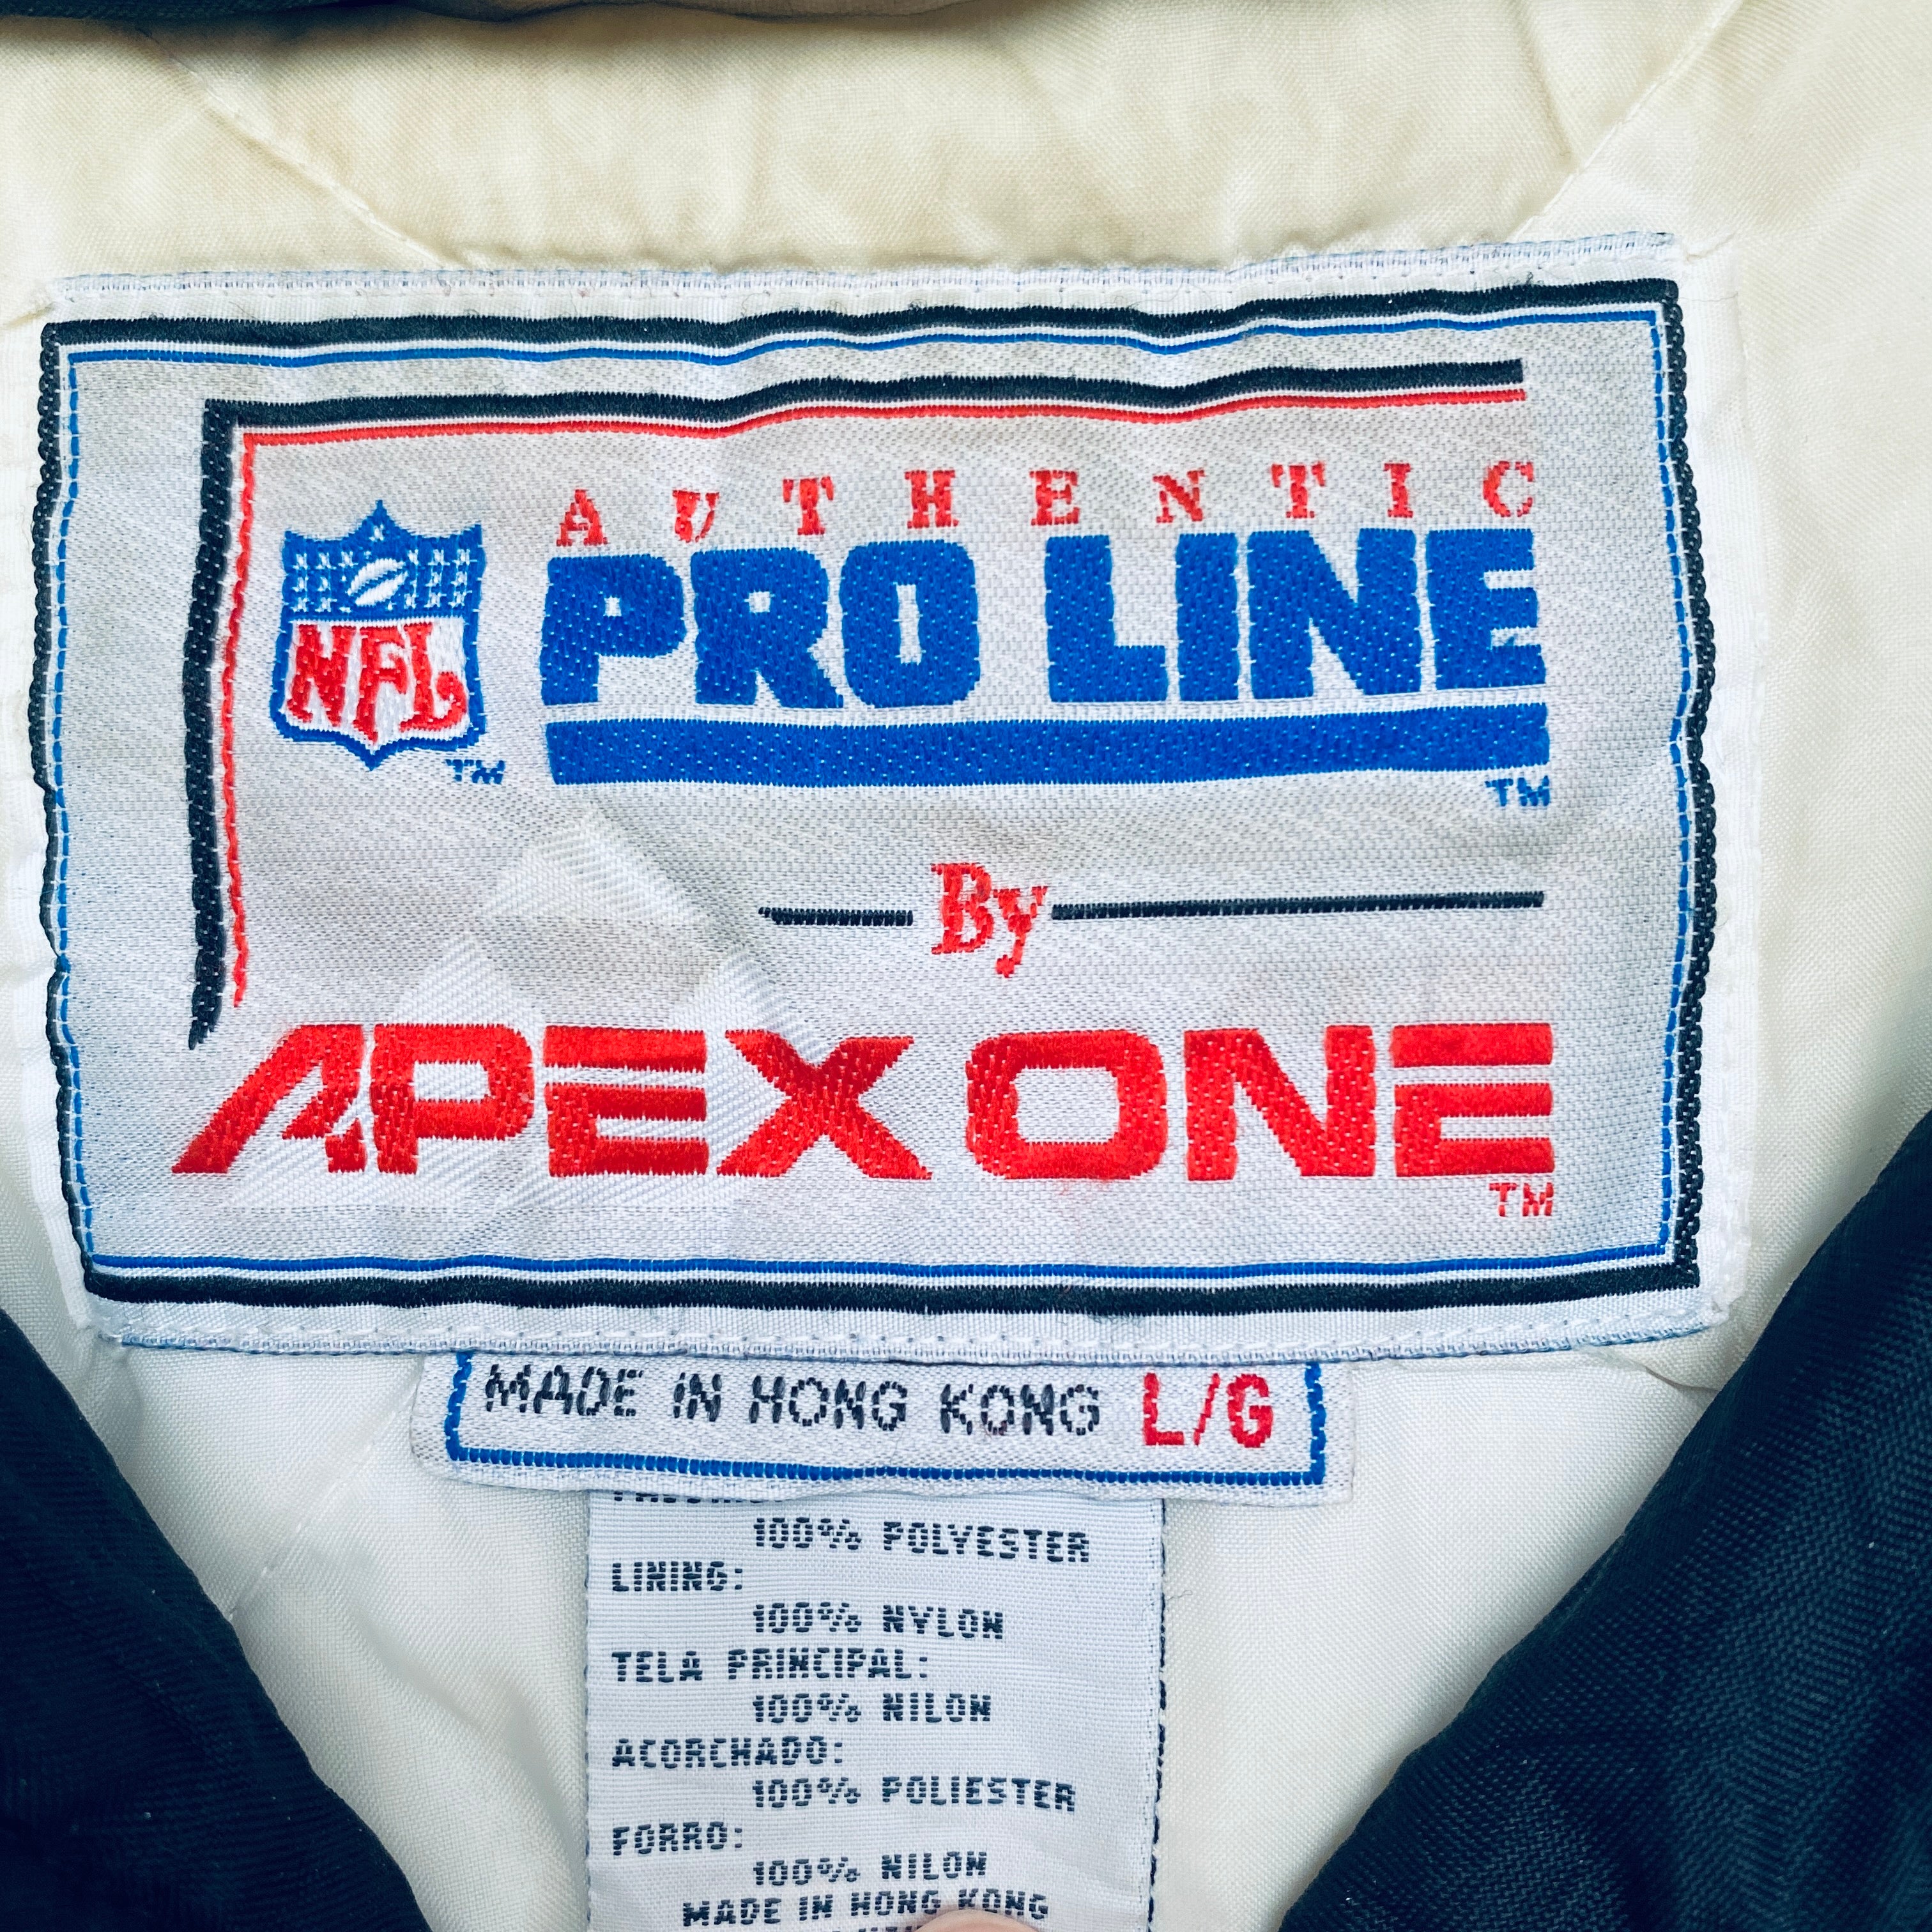 AUTHENTIC
NFL
TM
PRO LINE
TM
By
APEX ONE
TM
MADE IN HONG KONG L/G
100% POLYESTER
LINING:
100% NYLON
TELA PRINCIPAL:
100% NILON
ACORCHADO:
100% POLIESTER
FORRO:
100% NILON
MADE IN HONG KONG